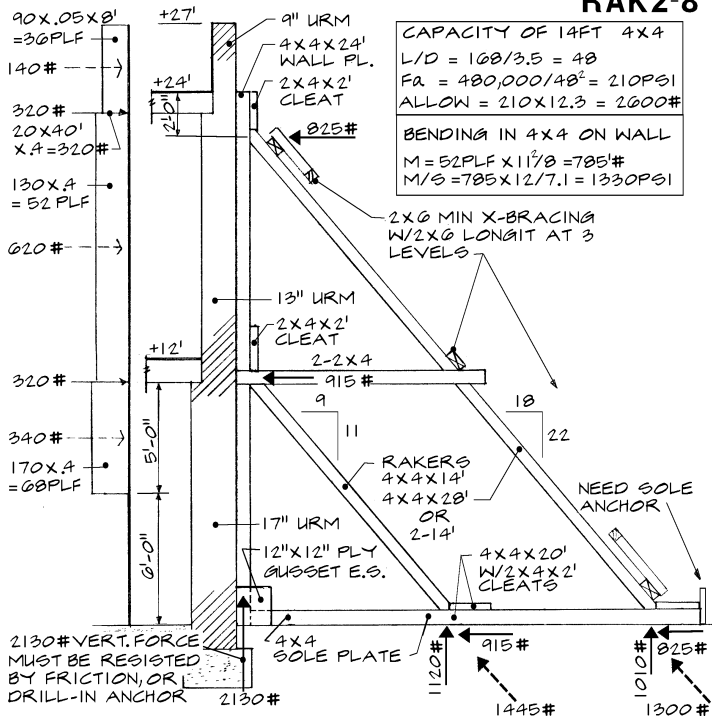 RAK2-8
90x.05x8'
=36PLF
140#
320#
20x40'
x.4=320#
130x.4
=52PLF
620#
320#
340#
170x.4
=68PLF
+27'
+24'
2'-0"
+12'
5'-0"
6'-0"
9" URM
4x4x24'
WALL PL.
2x4x2'
CLEAT
825#
CAPACITY OF 14FT 4x4
L/D = 168/3.5 = 48
Fa = 480,000/48² = 210PSI
ALLOW = 210x12.3 = 2600#
BENDING IN 4x4 ON WALL
M = 52PLF x11²/8 =785'#
M/S =785x12/7.1 = 1330PSI
2x6 MIN X-BRACING
W/2x6 LONGIT AT 3
LEVELS
13" URM
2x4x2'
CLEAT
2-2x4
915#
9
11
18
22
RAKERS
4x4x14'
4x4x28'
OR
2-14'
NEED SOLE
ANCHOR
17" URM
12"x12" PLY
GUSSET E.S.
4x4x20'
W/2x4x2'
CLEATS
4x4
SOLE PLATE
2130# VERT. FORCE
MUST BE RESISTED
BY FRICTION, OR
DRILL-IN ANCHOR
2130#
1120#
915#
1445#
1010#
825#
1300#